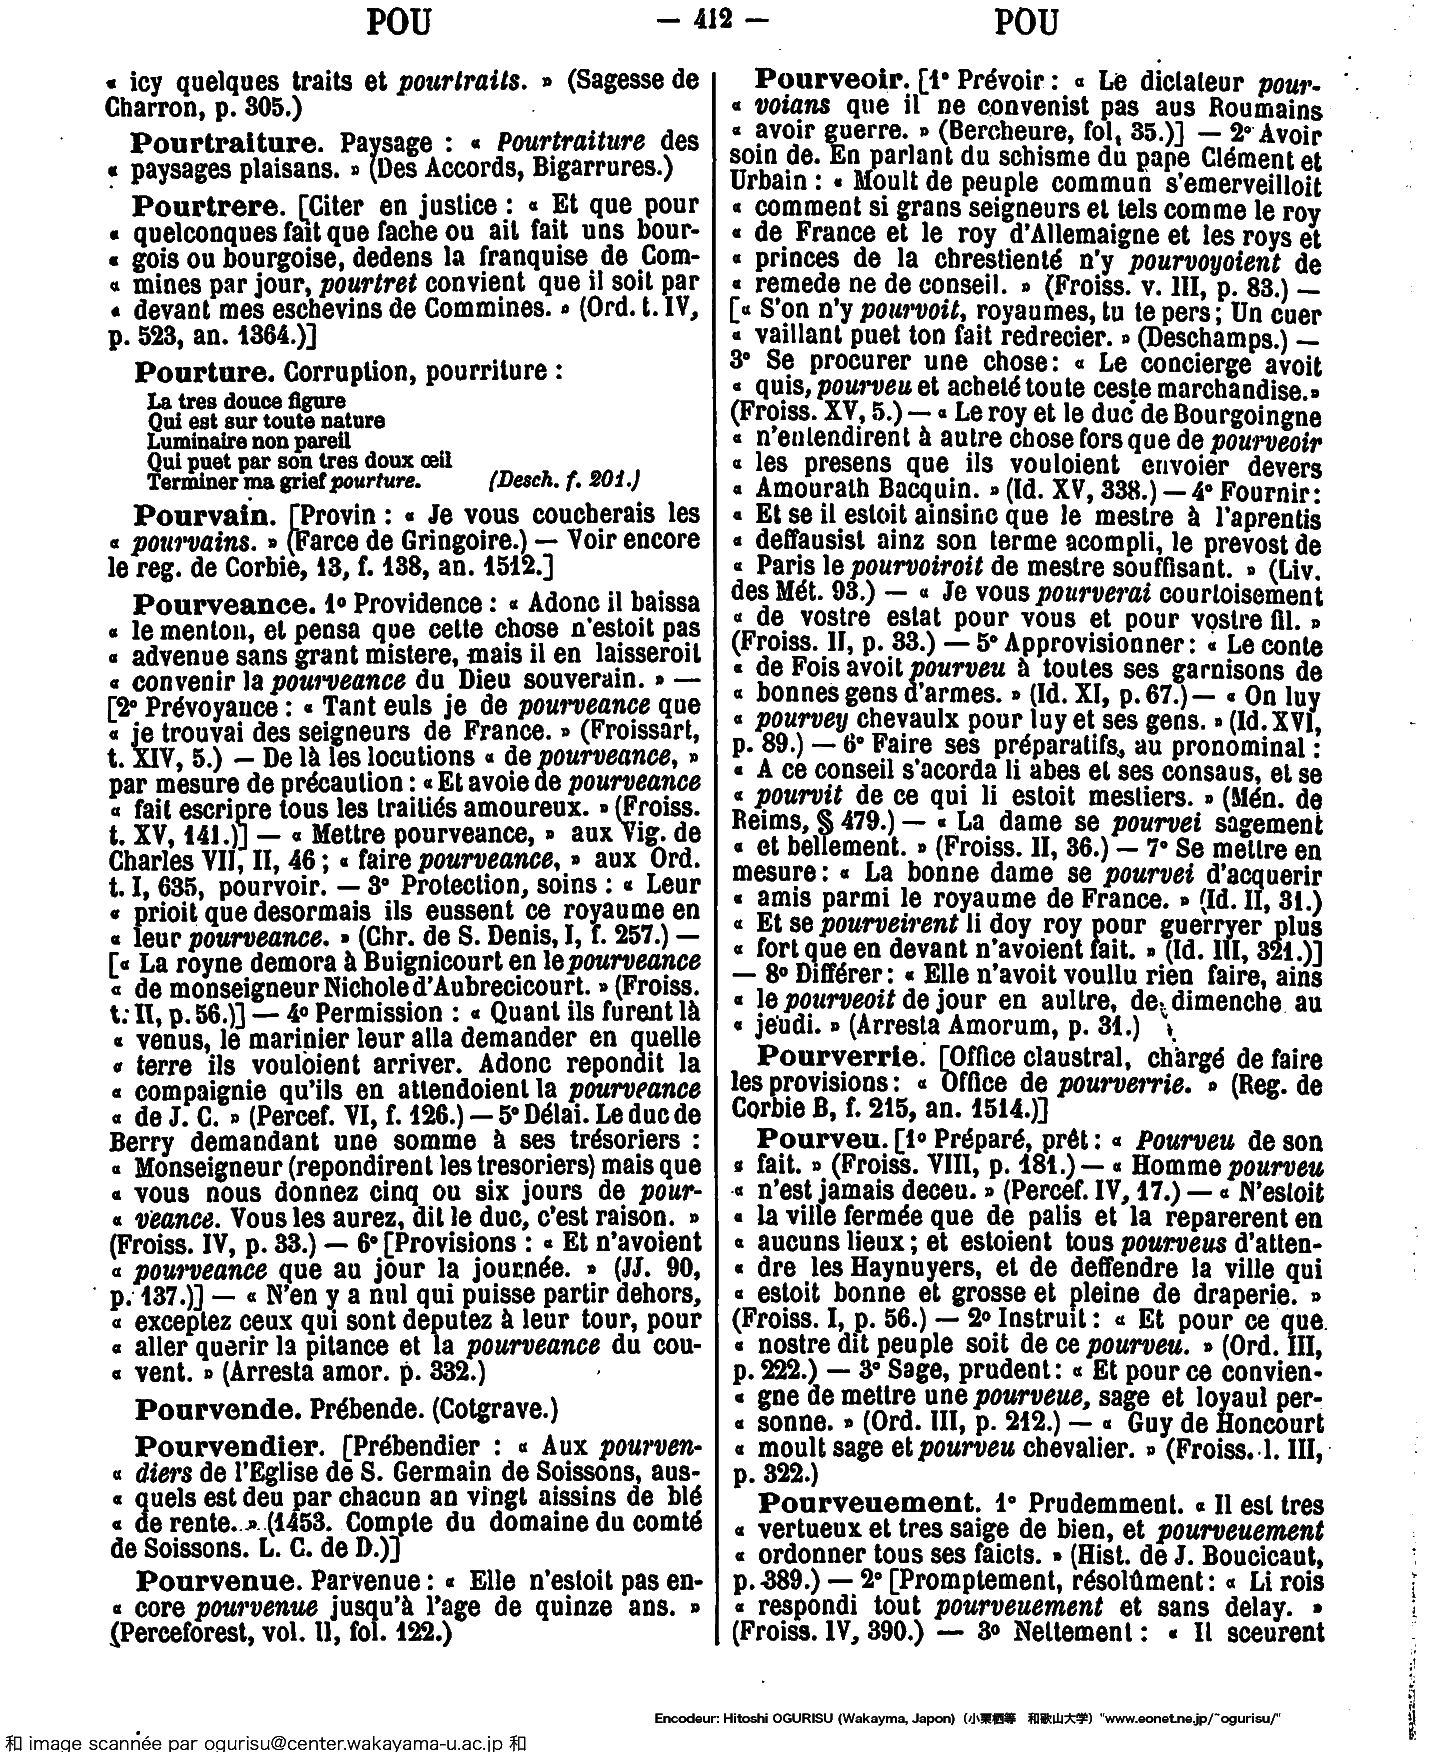 POU — 412 — POU
« icy quelques traits et pourtraits. » (Sagesse de
Charron, p. 305.)
Pourtraiture. Paysage : « Pourtraiture des
« paysages plaisans. » (Des Accords, Bigarrures.)
Pourtrere. [Citer en justice : « Et que pour
« quelconques fait que fache ou ait fait uns bour-
« gois ou bourgoise, dedens la franquise de Com-
« mines par jour, pourtret convient que il soit par
« devant mes eschevins de Commines. » (Ord. t. IV,
p. 523, an. 1364.)]
Pourture. Corruption, pourriture :
La tres douce figure
Qui est sur toute nature
Luminaire non pareil
Qui puet par son tres doux œil
Terminer ma grief pourture. (Desch. f. 201.)
Pourvain. [Provin : « Je vous coucherais les
« pourvains. » (Farce de Gringoire.) — Voir encore
le reg. de Corbie, 13, f. 138, an. 1512.]
Pourveance. 1º Providence : « Adonc il baissa
« le menton, et pensa que cette chose n'estoit pas
« advenue sans grant mistere, mais il en laisseroit
« convenir la pourveance du Dieu souverain. » —
[2º Prévoyance : « Tant euls je de pourveance que
« je trouvai des seigneurs de France. » (Froissart,
t. XIV, 5.) — De là les locutions « de pourveance, »
par mesure de précaution : « Et avoie de pourveance
« fait escripre tous les traitiés amoureux. » (Froiss.
t. XV, 141.)] — « Mettre pourveance, » aux Vig. de
Charles VII, II, 46 ; « faire pourveance, » aux Ord.
t. I, 635, pourvoir. — 3º Protection, soins : « Leur
« prioit que desormais ils eussent ce royaume en
« leur pourveance. » (Chr. de S. Denis, I, f. 257.) —
[« La royne demora à Buignicourt en le pourveance
« de monseigneur Nichole d'Aubrecicourt. » (Froiss.
t. II, p. 56.)] — 4º Permission : « Quant ils furent là
« venus, le marinier leur alla demander en quelle
« terre ils vouloient arriver. Adonc repondit la
« compaignie qu'ils en attendoient la pourveance
« de J. C. » (Percef. VI, f. 126.) — 5º Délai. Le duc de
Berry demandant une somme à ses trésoriers :
« Monseigneur (repondirent les tresoriers) mais que
« vous nous donnez cinq ou six jours de pour-
« veance. Vous les aurez, dit le duc, c'est raison. »
(Froiss. IV, p. 33.) — 6º [Provisions : « Et n'avoient
« pourveance que au jour la journée. » (JJ. 90,
p. 137.)] — « N'en y a nul qui puisse partir dehors,
« exceptez ceux qui sont deputez à leur tour, pour
« aller querir la pitance et la pourveance du cou-
« vent. » (Arresta amor. p. 332.)
Pourvende. Prébende. (Cotgrave.)
Pourvendier. [Prébendier : « Aux pourven-
« diers de l'Eglise de S. Germain de Soissons, aus-
« quels est deu par chacun an vingt aissins de blé
« de rente. » (1453. Compte du domaine du comté
de Soissons. L. C. de D.)]
Pourvenue. Parvenue : « Elle n'estoit pas en-
« core pourvenue jusqu'à l'age de quinze ans. »
(Perceforest, vol. II, fol. 122.)
Pourveoir. [1º Prévoir : « Le dictateur pour-
« voians que il ne convenist pas aus Roumains
« avoir guerre. » (Bercheure, fol, 35.)] — 2º Avoir
soin de. En parlant du schisme du pape Clément et
Urbain : « Moult de peuple commun s'emerveilloit
« comment si grans seigneurs et tels comme le roy
« de France et le roy d'Allemaigne et les roys et
« princes de la chrestienté n'y pourvoyoient de
« remede ne de conseil. » (Froiss. v. III, p. 83.) —
[« S'on n'y pourvoit, royaumes, tu te pers ; Un cuer
« vaillant puet ton fait redrecier. » (Deschamps.) —
3º Se procurer une chose : « Le concierge avoit
« quis, pourveu et acheté toute ceste marchandise. »
(Froiss. XV, 5.) — « Le roy et le duc de Bourgoingne
« n'entendirent à autre chose fors que de pourveoir
« les presens que ils vouloient envoier devers
« Amourath Bacquin. » (Id. XV, 338.) — 4º Fournir :
« Et se il estoit ainsinc que le mestre à l'aprentis
« deffausist ainz son terme acompli, le prevost de
« Paris le pourvoiroit de mestre souffisant. » (Liv.
des Mét. 93.) — « Je vous pourverai courtoisement
« de vostre estat pour vous et pour vostre fil. »
(Froiss. II, p. 33.) — 5º Approvisionner : « Le conte
« de Fois avoit pourveu à toutes ses garnisons de
« bonnes gens d'armes. » (Id. XI, p. 67.) — « On luy
« pourvey chevaulx pour luy et ses gens. » (Id. XVI,
p. 89.) — 6º Faire ses préparatifs, au pronominal :
« A ce conseil s'acorda li abes et ses consaus, et se
« pourvit de ce qui li estoit mestiers. » (Mén. de
Reims, § 479.) — « La dame se pourvei sagement
« et bellement. » (Froiss. II, 36.) — 7º Se mettre en
mesure : « La bonne dame se pourvei d'acquerir
« amis parmi le royaume de France. » (Id. II, 31.)
« Et se pourveirent li doy roy pour guerryer plus
« fort que en devant n'avoient fait. » (Id. III, 321.)]
— 8º Différer : « Elle n'avoit voullu rien faire, ains
« le pourveoit de jour en aultre, de dimenche au
« jeudi. » (Arresta Amorum, p. 31.)
Pourverrie. [Office claustral, chargé de faire
les provisions : « Office de pourverrie. » (Reg. de
Corbie B, f. 215, an. 1514.)]
Pourveu. [1º Préparé, prêt : « Pourveu de son
« fait. » (Froiss. VIII, p. 181.) — « Homme pourveu
« n'est jamais deceu. » (Percef. IV, 17.) — « N'estoit
« la ville fermée que de palis et la reparerent en
« aucuns lieux ; et estoient tous pourveus d'atten-
« dre les Haynuyers, et de deffendre la ville qui
« estoit bonne et grosse et pleine de draperie. »
(Froiss. I, p. 56.) — 2º Instruit : « Et pour ce que
« nostre dit peuple soit de ce pourveu. » (Ord. III,
p. 222.) — 3º Sage, prudent : « Et pour ce convien-
« gne de mettre une pourveue, sage et loyaul per-
« sonne. » (Ord. III, p. 212.) — « Guy de Honcourt
« moult sage et pourveu chevalier. » (Froiss. l. III,
p. 322.)
Pourveuement. 1º Prudemment. « Il est tres
« vertueux et tres saige de bien, et pourveuement
« ordonner tous ses faicts. » (Hist. de J. Boucicaut,
p. 389.) — 2º [Promptement, résolûment : « Li rois
« respondi tout pourveuement et sans delay. »
(Froiss. IV, 390.) — 3º Nettement : « Il sceurent
Encodeur: Hitoshi OGURISU (Wakayma, Japon) (小栗栖等 和歌山大学) "www.eonet.ne.jp/~ogurisu/"
和 image scannée par ogurisu@center.wakayama-u.ac.jp 和